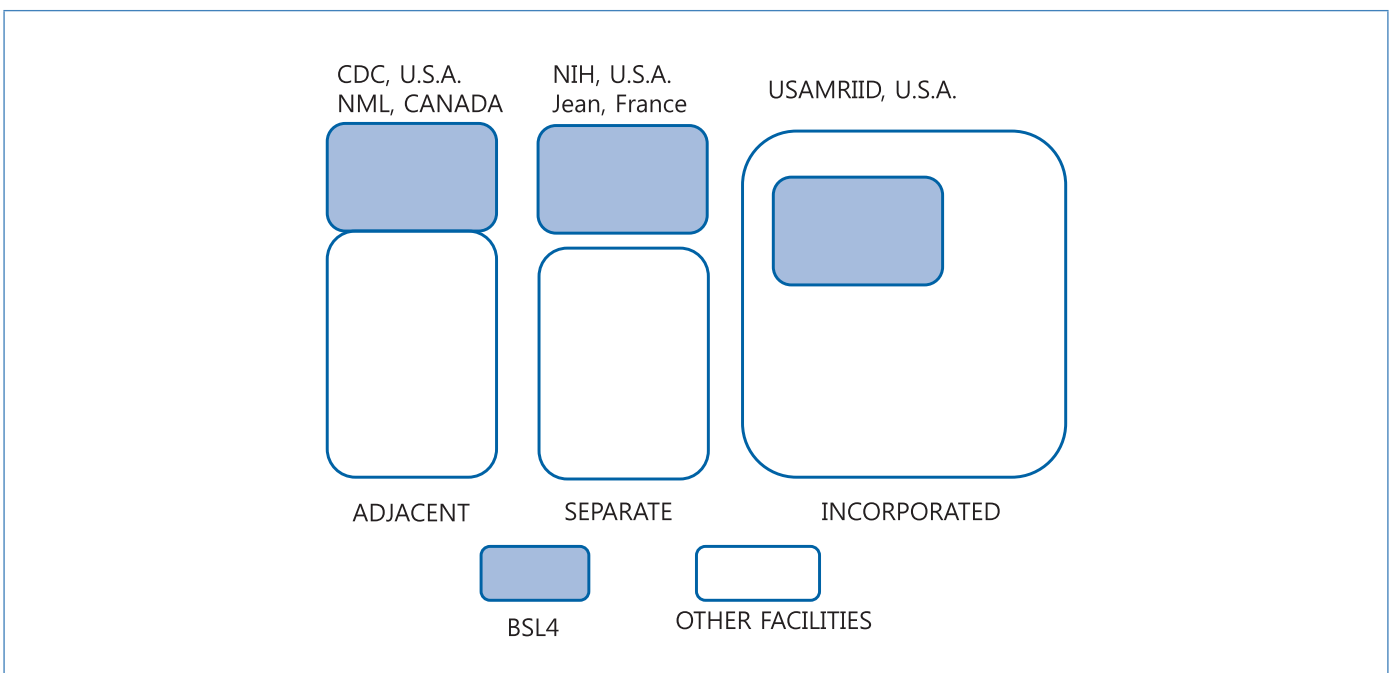 CDC, U.S.A.
NML, CANADA
NIH, U.S.A.
Jean, France
USAMRIID, U.S.A.
ADJACENT
SEPARATE
INCORPORATED
BSL4
OTHER FACILITIES